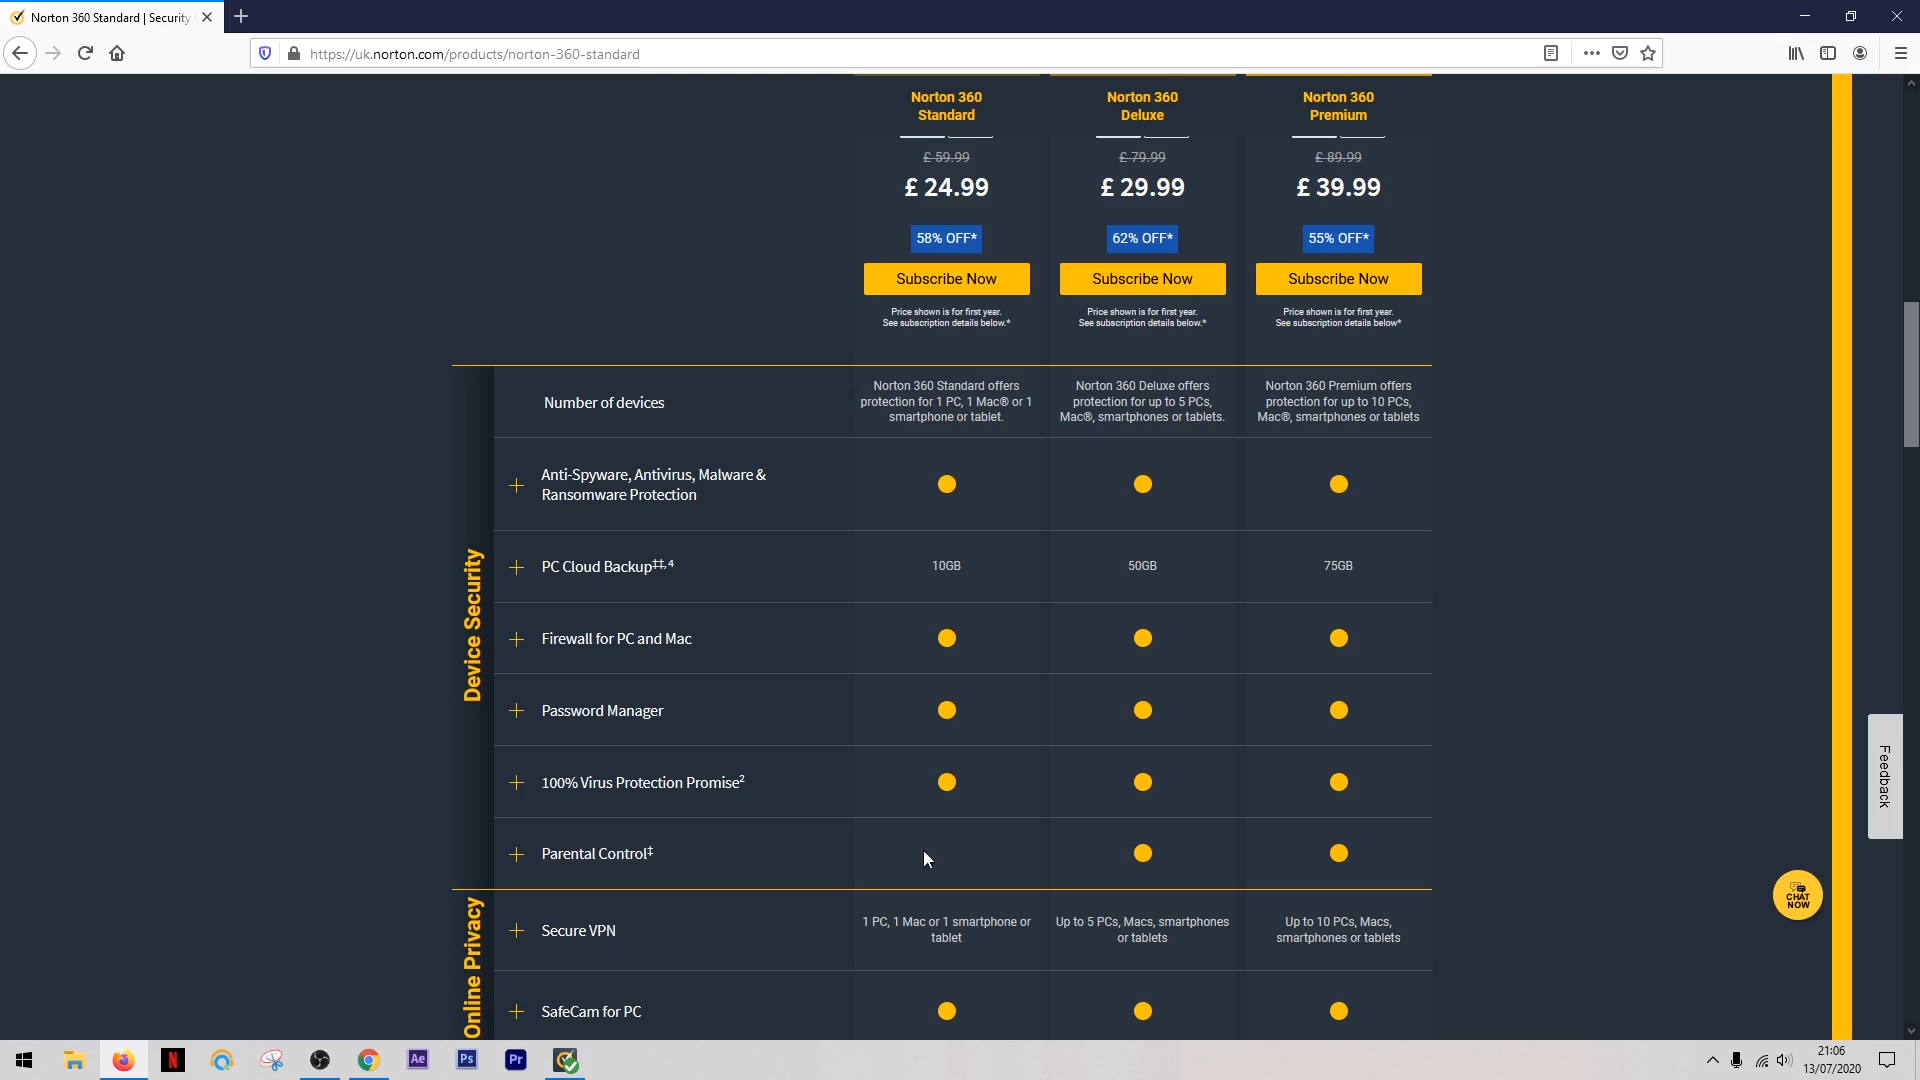 Norton 360 Standard | Security
https://uk.norton.com/products/norton-360-standard
Norton 360
Standard
Norton 360
Deluxe
Norton 360
Premium
£ 59.99
£ 79.99
£ 89.99
£ 24.99
£ 29.99
£ 39.99
58% OFF*
62% OFF*
55% OFF*
Subscribe Now
Subscribe Now
Subscribe Now
Price shown is for first year.
See subscription details below.*
Price shown is for first year.
See subscription details below.*
Price shown is for first year.
See subscription details below*
Number of devices
Norton 360 Standard offers
protection for 1 PC, 1 Mac® or 1
smartphone or tablet.
Norton 360 Deluxe offers
protection for up to 5 PCs,
Mac®, smartphones or tablets.
Norton 360 Premium offers
protection for up to 10 PCs,
Mac®, smartphones or tablets
Device Security
Anti-Spyware, Antivirus, Malware &
Ransomware Protection
PC Cloud Backup‡‡, 4
10GB
50GB
75GB
Firewall for PC and Mac
Password Manager
100% Virus Protection Promise2
Parental Control‡
Online Privacy
Secure VPN
1 PC, 1 Mac or 1 smartphone or
tablet
Up to 5 PCs, Macs, smartphones
or tablets
Up to 10 PCs, Macs,
smartphones or tablets
SafeCam for PC
Feedback
CHAT
NOW
N
Ae
Ps
Pr
21:06
13/07/2020